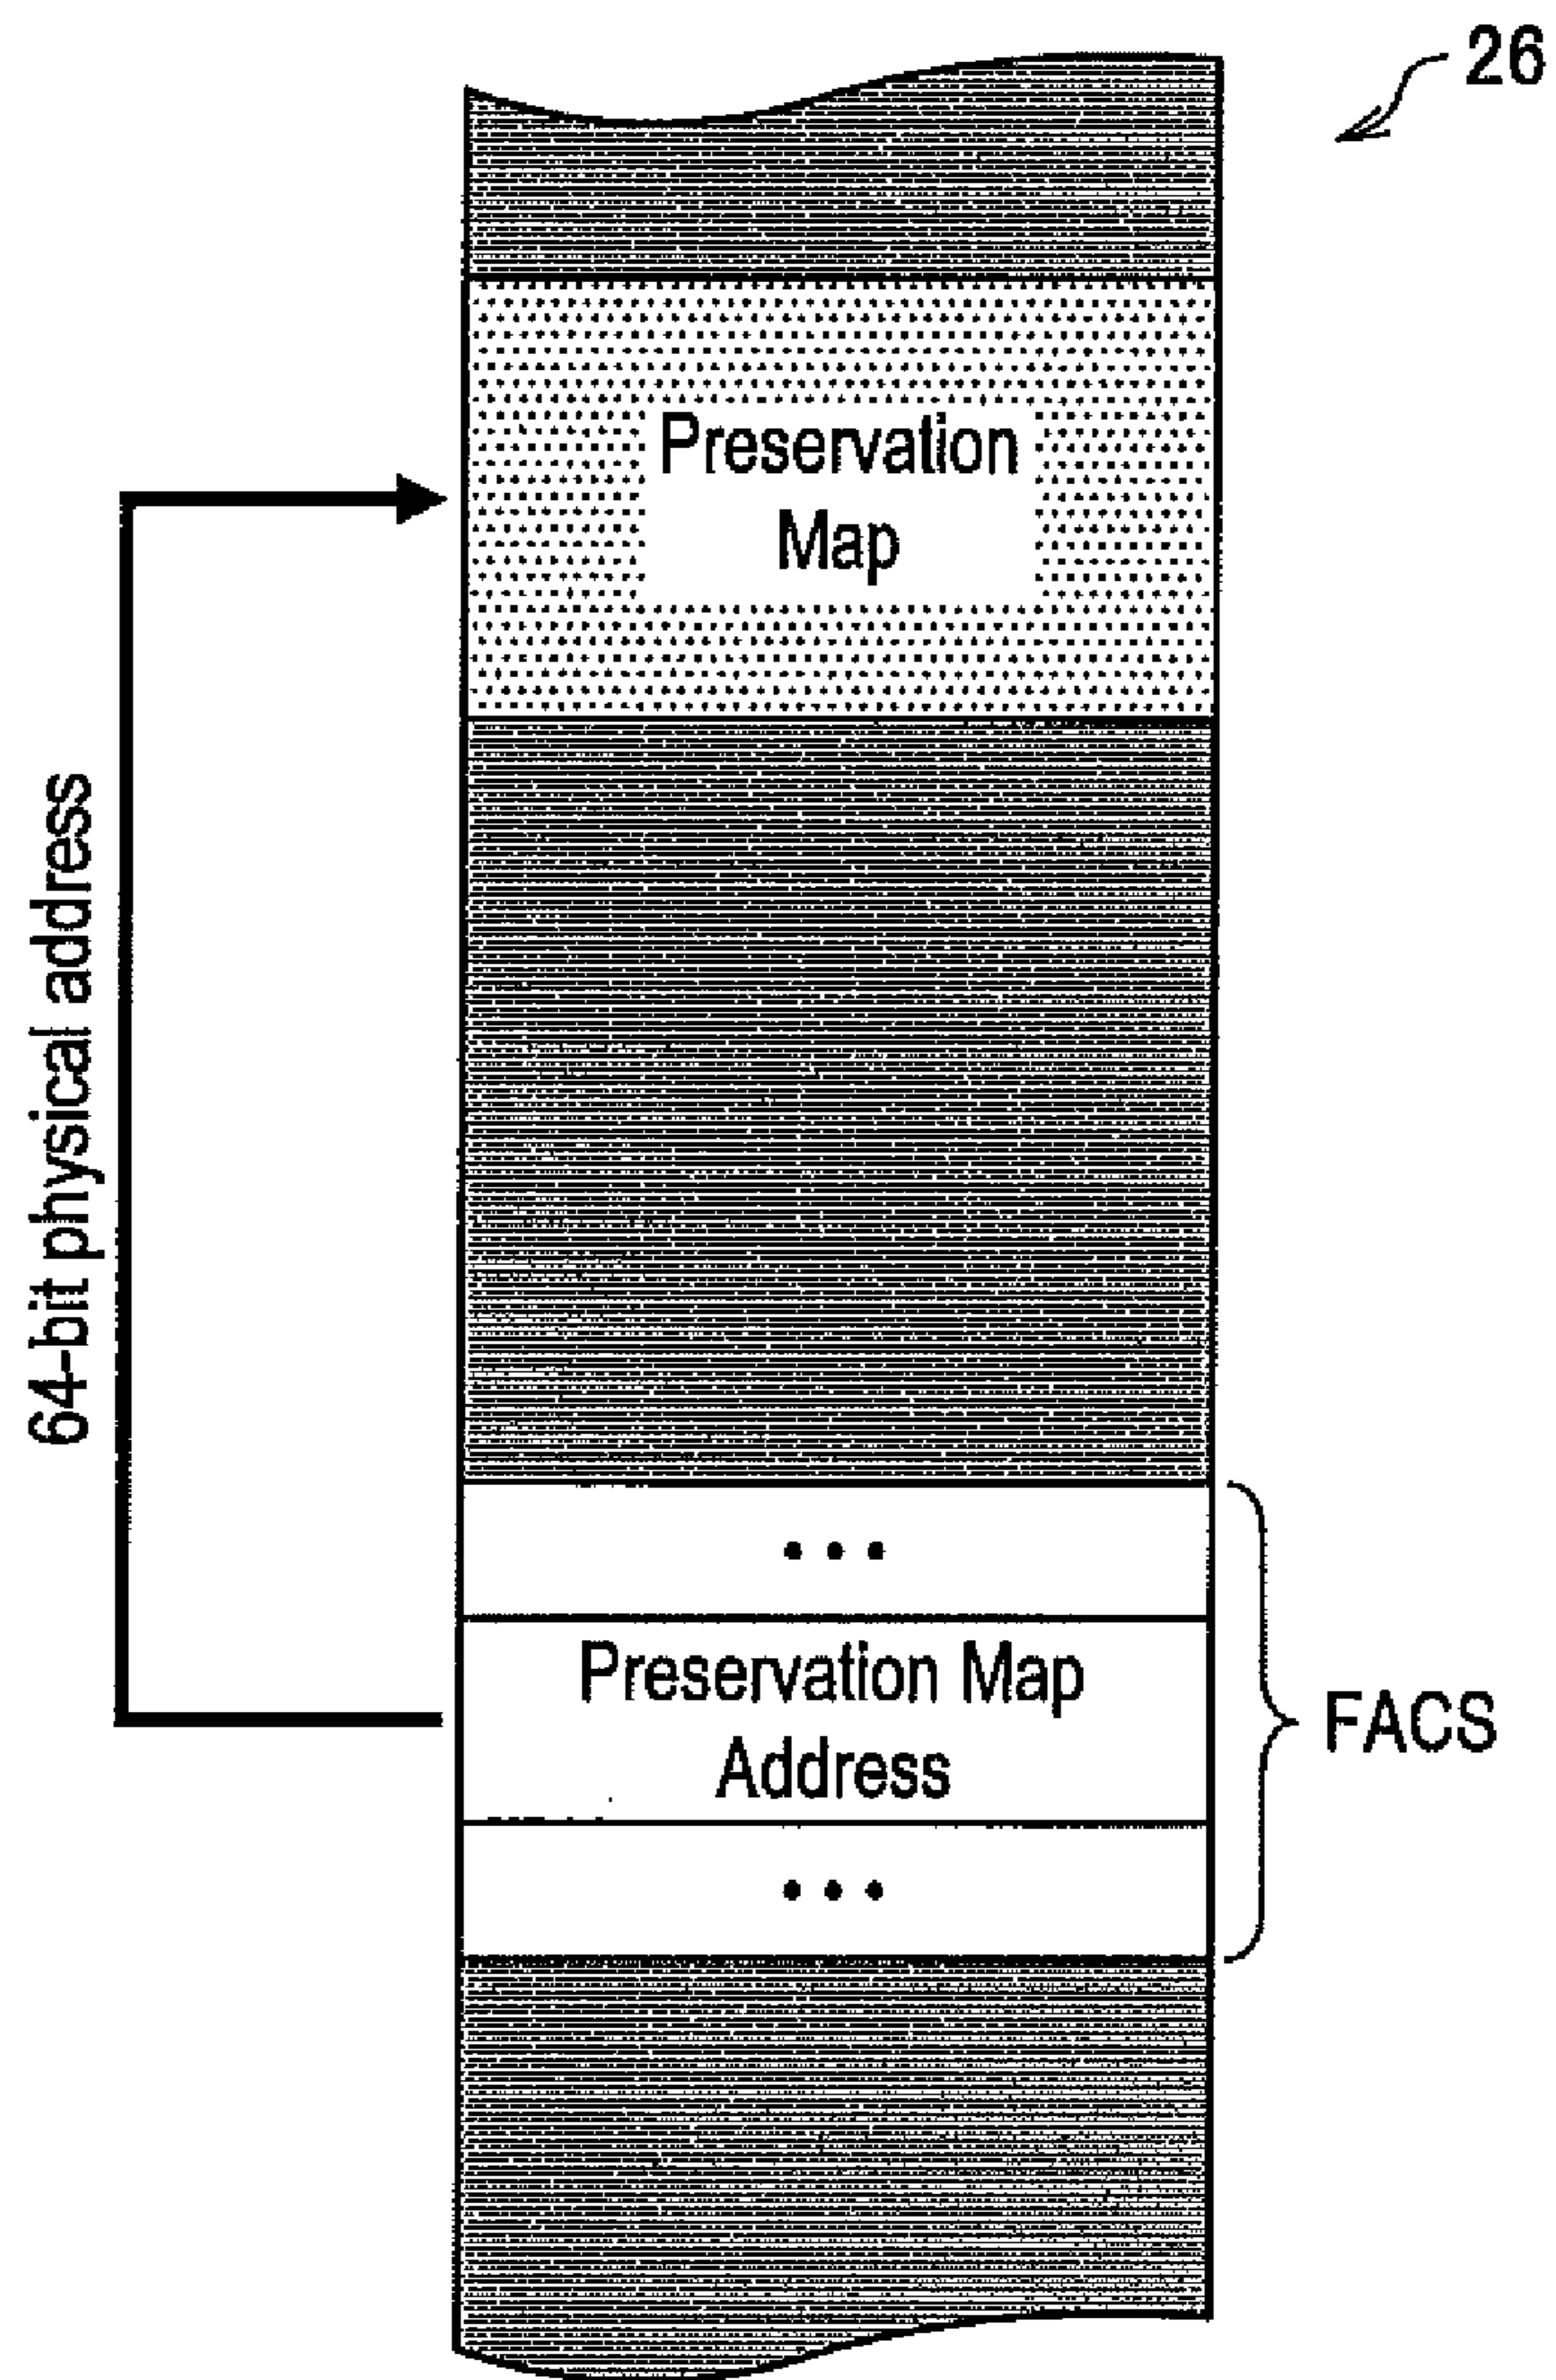 26
Preservation
Map
64-bit physical address
• • •
Preservation Map
Address
FACS
• • •